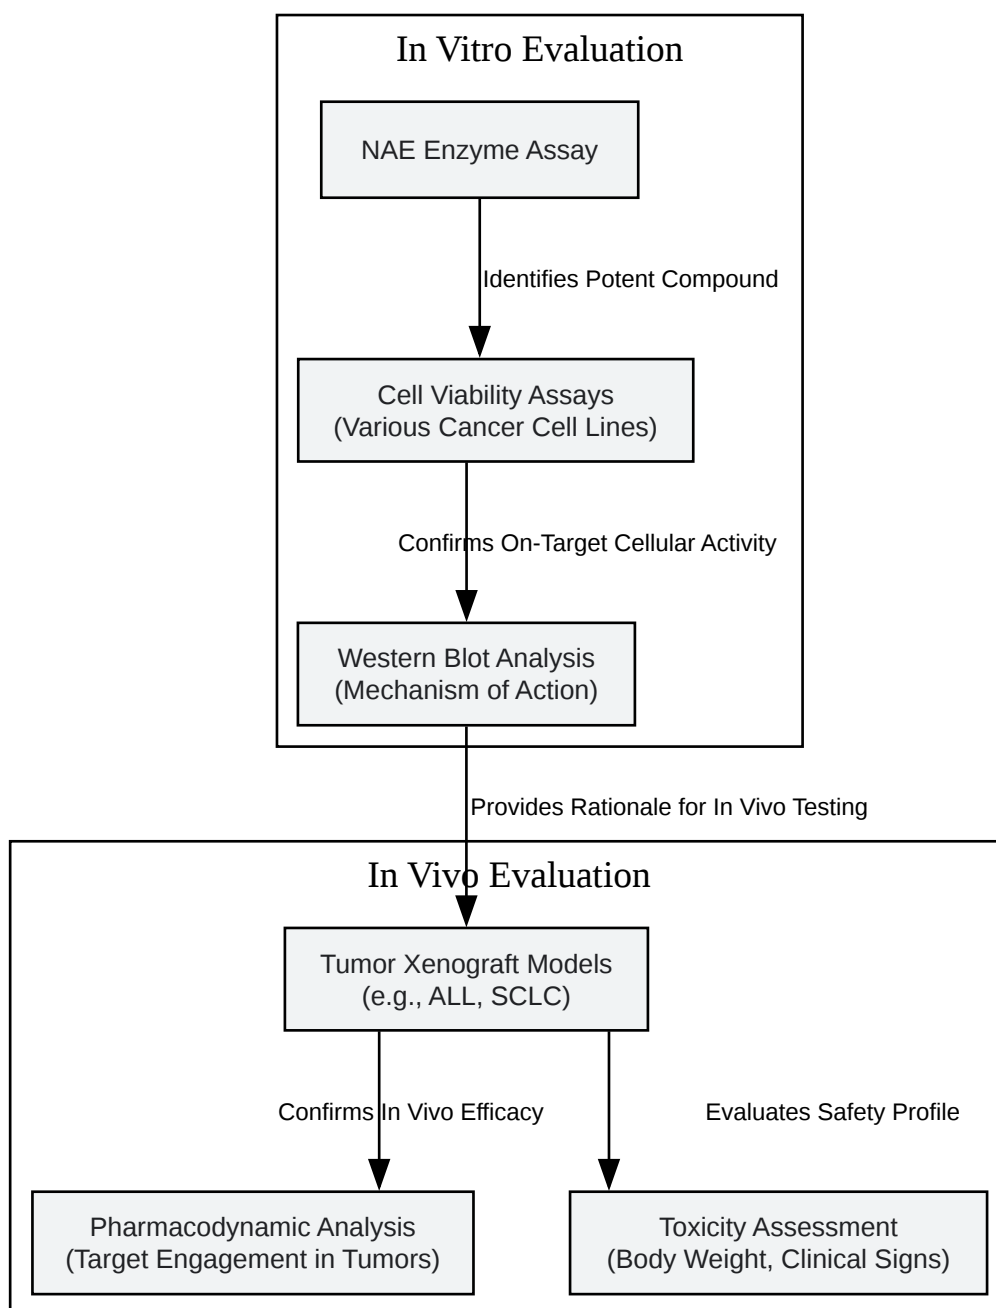 In Vitro Evaluation
NAE Enzyme Assay
Identifies Potent Compound
Cell Viability Assays
(Various Cancer Cell Lines)
Confirms On-Target Cellular Activity
Western Blot Analysis
(Mechanism of Action)
Provides Rationale for In Vivo Testing
In Vivo Evaluation
Tumor Xenograft Models
(e.g., ALL, SCLC)
Confirms In Vivo Efficacy
Evaluates Safety Profile
Pharmacodynamic Analysis
(Target Engagement in Tumors)
Toxicity Assessment
(Body Weight, Clinical Signs)